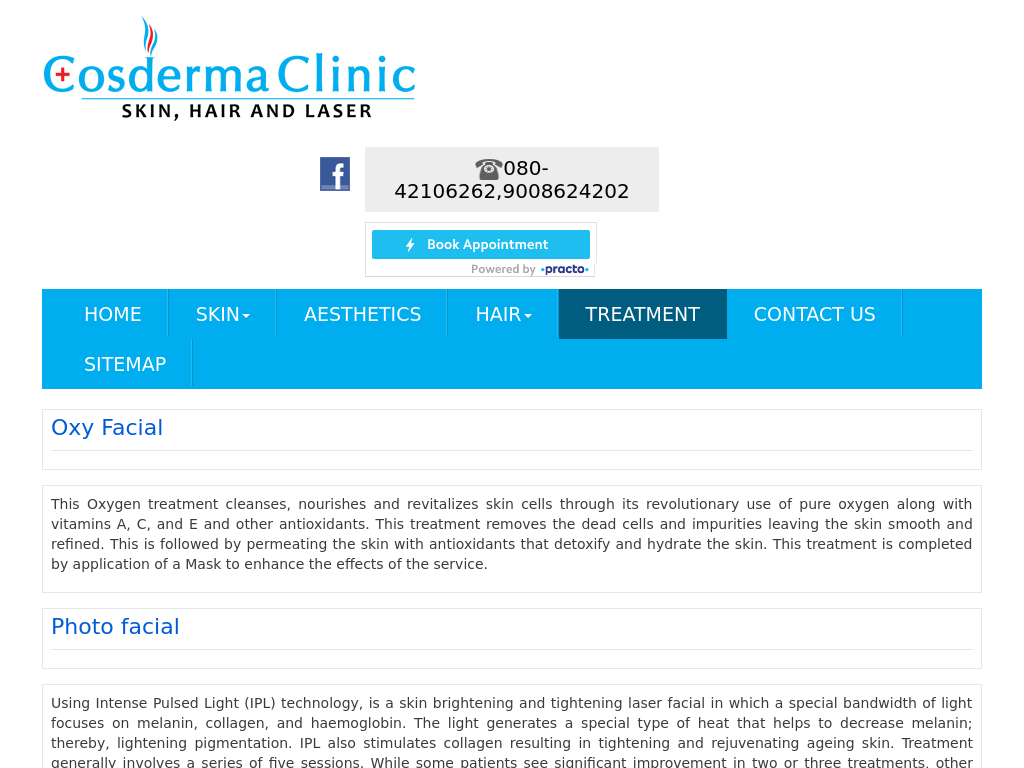 Cosderma Clinic
SKIN, HAIR AND LASER
080-
42106262,9008624202
Book Appointment
Powered by practo
HOME SKIN AESTHETICS HAIR TREATMENT CONTACT US
SITEMAP
Oxy Facial
This Oxygen treatment cleanses, nourishes and revitalizes skin cells through its revolutionary use of pure oxygen along with
vitamins A, C, and E and other antioxidants. This treatment removes the dead cells and impurities leaving the skin smooth and
refined. This is followed by permeating the skin with antioxidants that detoxify and hydrate the skin. This treatment is completed
by application of a Mask to enhance the effects of the service.
Photo facial
Using Intense Pulsed Light (IPL) technology, is a skin brightening and tightening laser facial in which a special bandwidth of light
focuses on melanin, collagen, and haemoglobin. The light generates a special type of heat that helps to decrease melanin;
thereby, lightening pigmentation. IPL also stimulates collagen resulting in tightening and rejuvenating ageing skin. Treatment
generally involves a series of five sessions. While some patients see significant improvement in two or three treatments, other